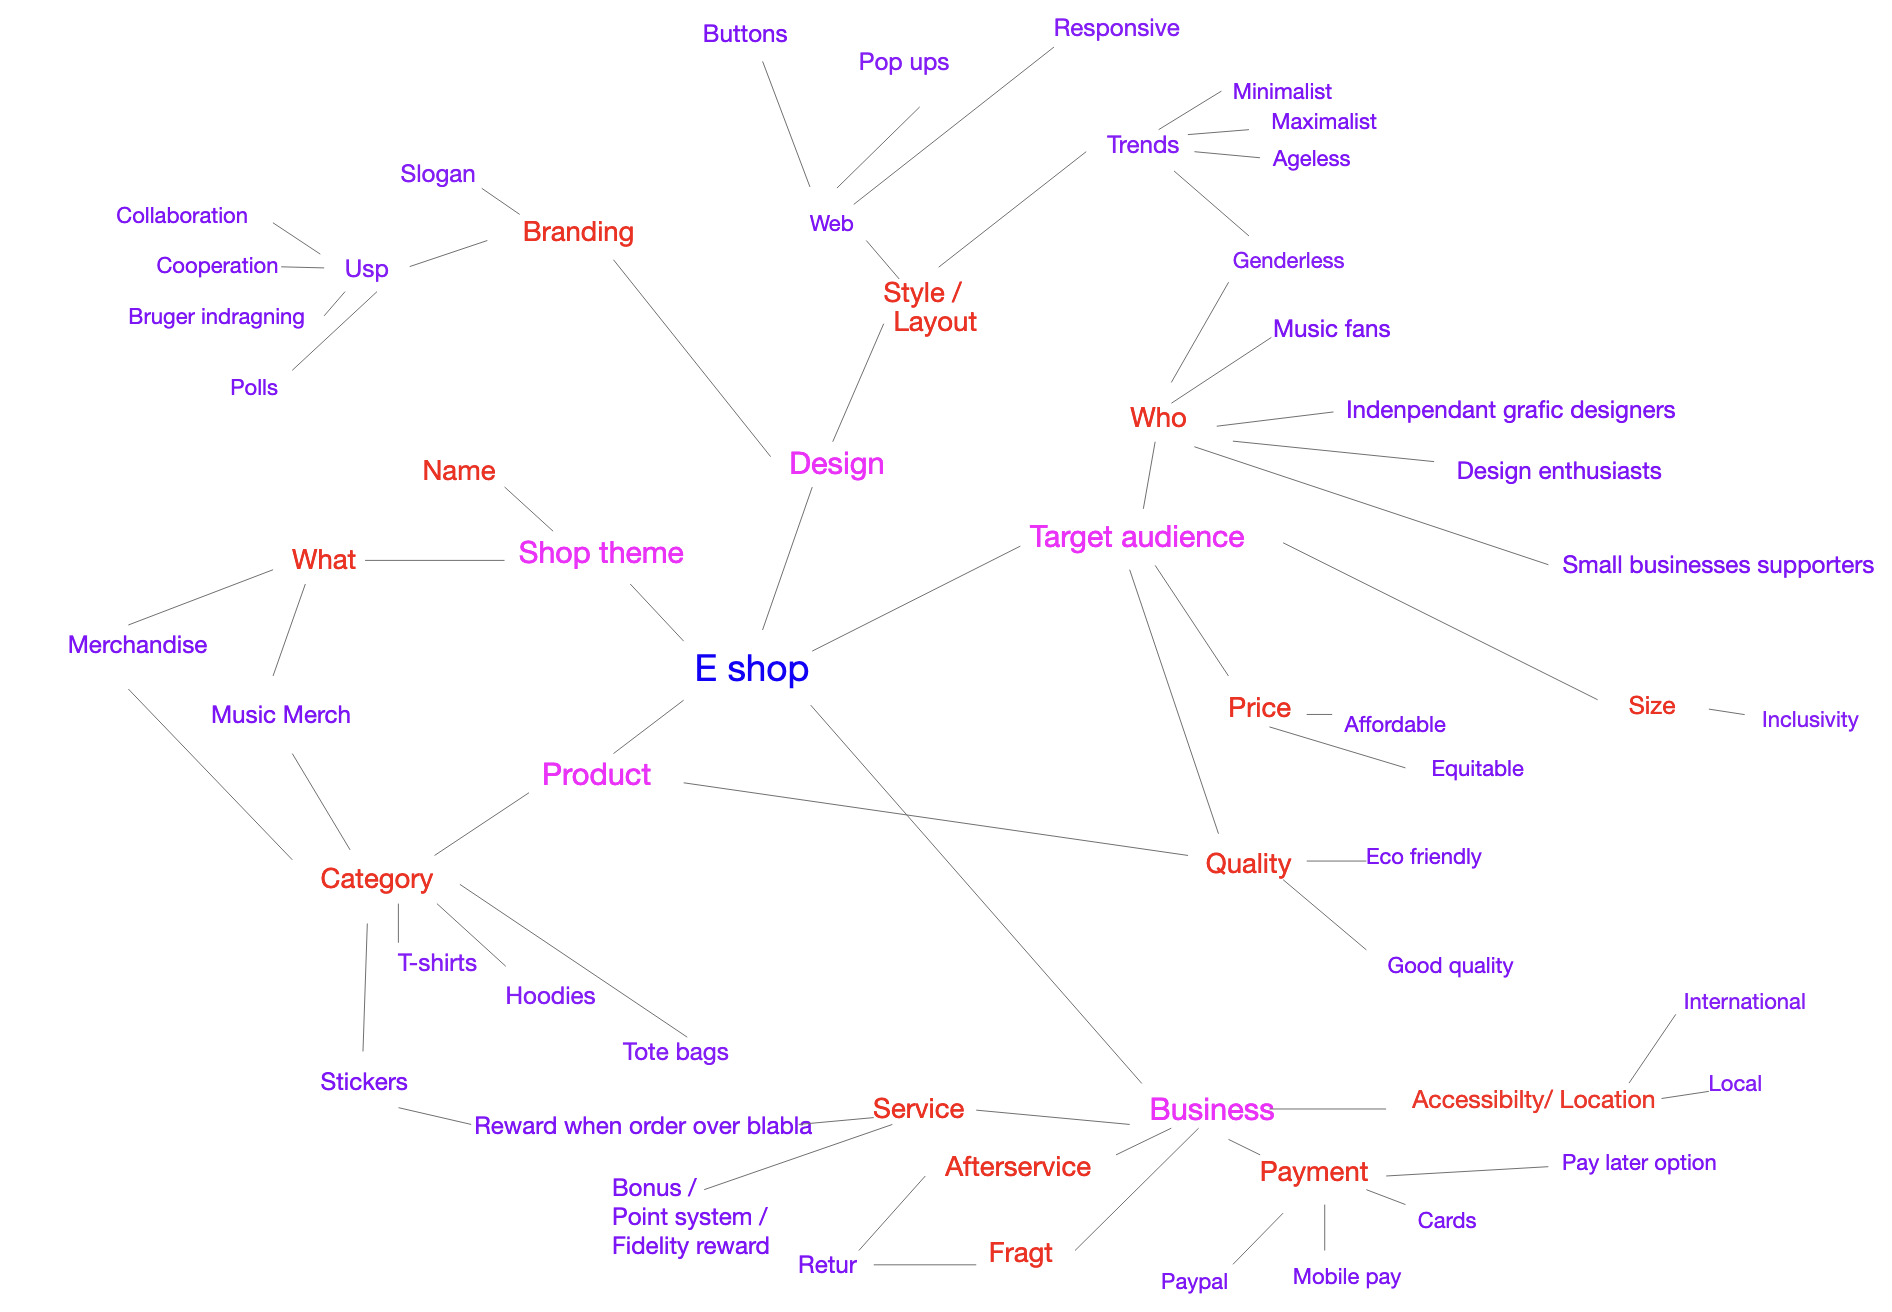 Buttons
Pop ups
Responsive
Minimalist
Maximalist
Trends
Ageless
Slogan
Collaboration
Branding
Web
Cooperation
Usp
Genderless
Style /
Layout
Bruger indragning
Music fans
Polls
Who
Indenpendant grafic designers
Name
Design
Design enthusiasts
What
Shop theme
Target audience
Small businesses supporters
Merchandise
E shop
Music Merch
Price
Affordable
Size
Inclusivity
Product
Equitable
Category
Quality
Eco friendly
T-shirts
Hoodies
Good quality
International
Tote bags
Stickers
Local
Service
Business
Accessibilty/ Location
Reward when order over blabla
Afterservice
Payment
Pay later option
Bonus /
Point system /
Fidelity reward
Cards
Retur
Fragt
Paypal
Mobile pay